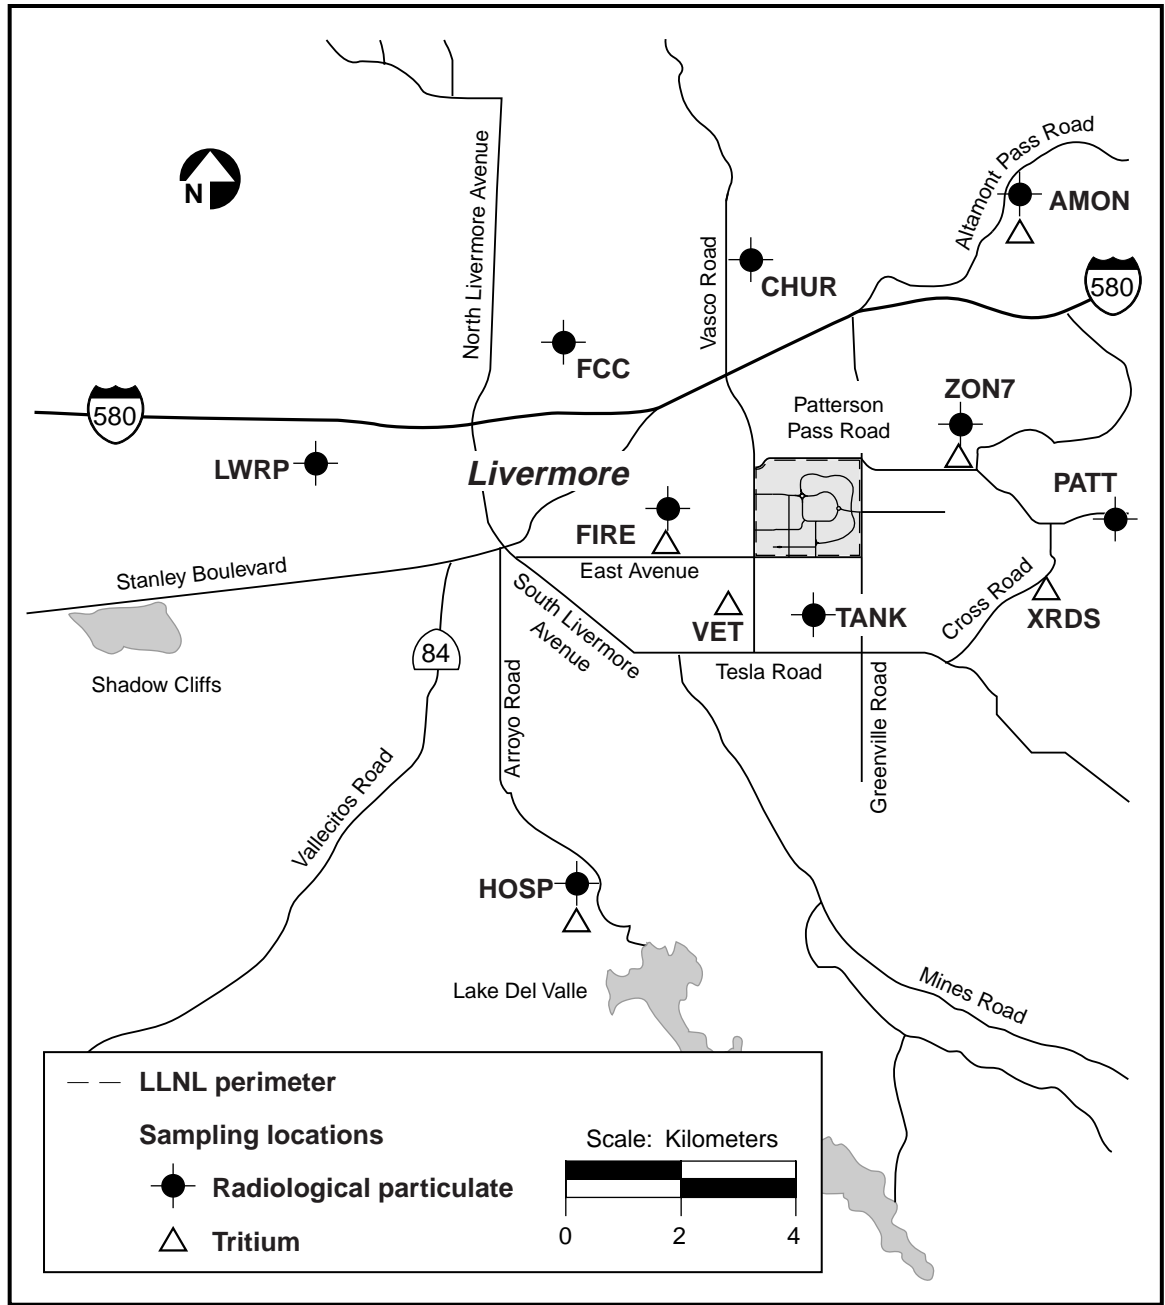 Altamont Pass Road
N
AMON
North Livermore Avenue
Vasco Road
CHUR
580
FCC
ZON7
580
Patterson
Pass Road
LWRP
Livermore
PATT
FIRE
East Avenue
Stanley Boulevard
South Livermore
Avenue
VET
TANK
Cross Road
XRDS
84
Shadow Cliffs
Tesla Road
Arroyo Road
Greenville Road
Vallecitos Road
HOSP
Lake Del Valle
Mines Road
LLNL perimeter
Sampling locations
Radiological particulate
Tritium
Scale: Kilometers
0 2 4